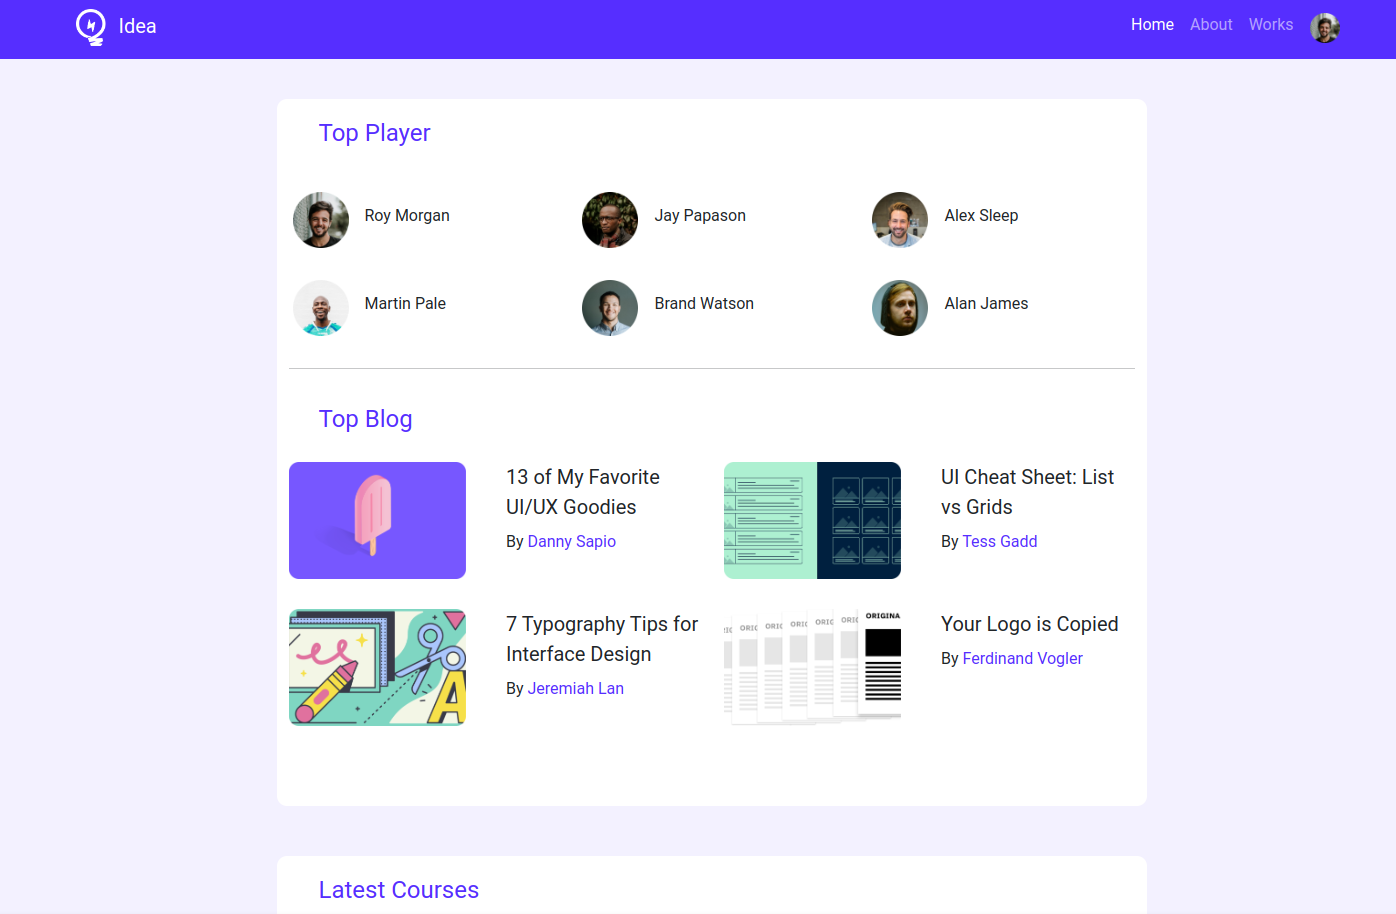 Idea
Home About Works
Top Player
Roy Morgan
Jay Papason
Alex Sleep
Martin Pale
Brand Watson
Alan James
Top Blog
13 of My Favorite
UI/UX Goodies
By Danny Sapio
UI Cheat Sheet: List
vs Grids
By Tess Gadd
A
7 Typography Tips for
Interface Design
By Jeremiah Lan
ORIGINA
Your Logo is Copied
By Ferdinand Vogler
Latest Courses